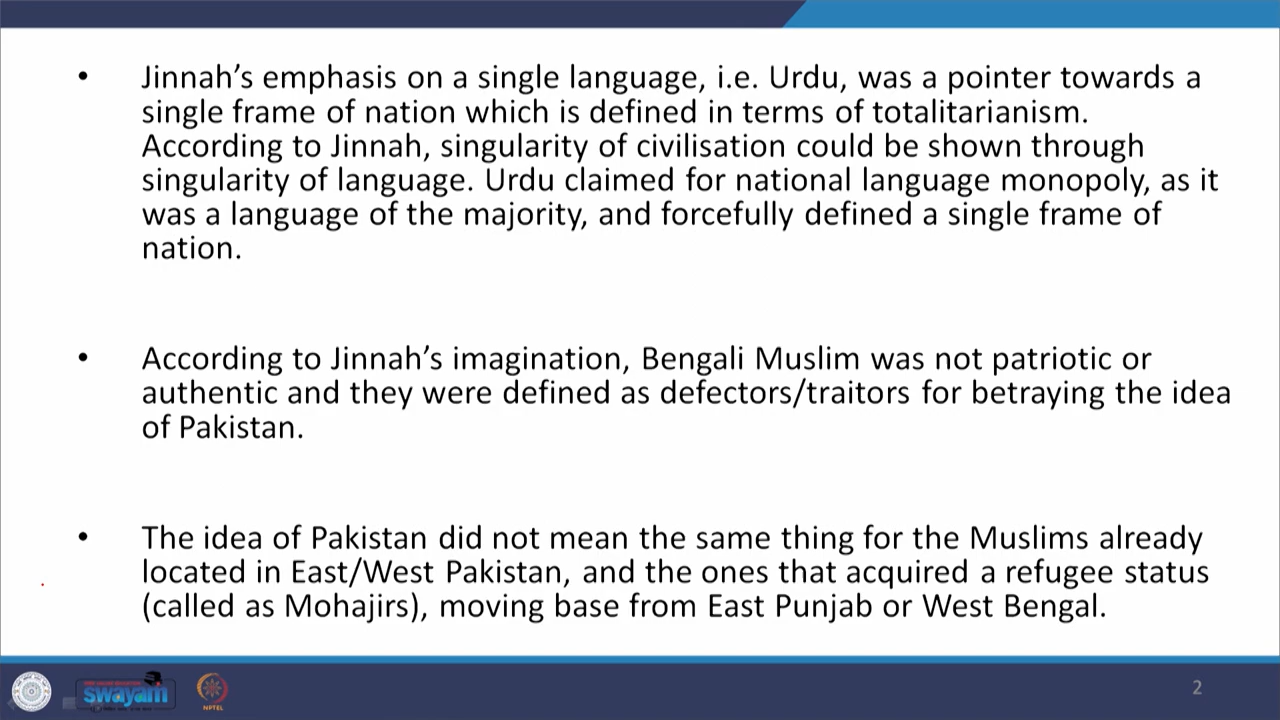 • Jinnah’s emphasis on a single language, i.e. Urdu, was a pointer towards a
single frame of nation which is defined in terms of totalitarianism.
According to Jinnah, singularity of civilisation could be shown through
singularity of language. Urdu claimed for national language monopoly, as it
was a language of the majority, and forcefully defined a single frame of
nation.
• According to Jinnah’s imagination, Bengali Muslim was not patriotic or
authentic and they were defined as defectors/traitors for betraying the idea
of Pakistan.
• The idea of Pakistan did not mean the same thing for the Muslims already
located in East/West Pakistan, and the ones that acquired a refugee status
(called as Mohajirs), moving base from East Punjab or West Bengal.
swayam
NPTEL
2